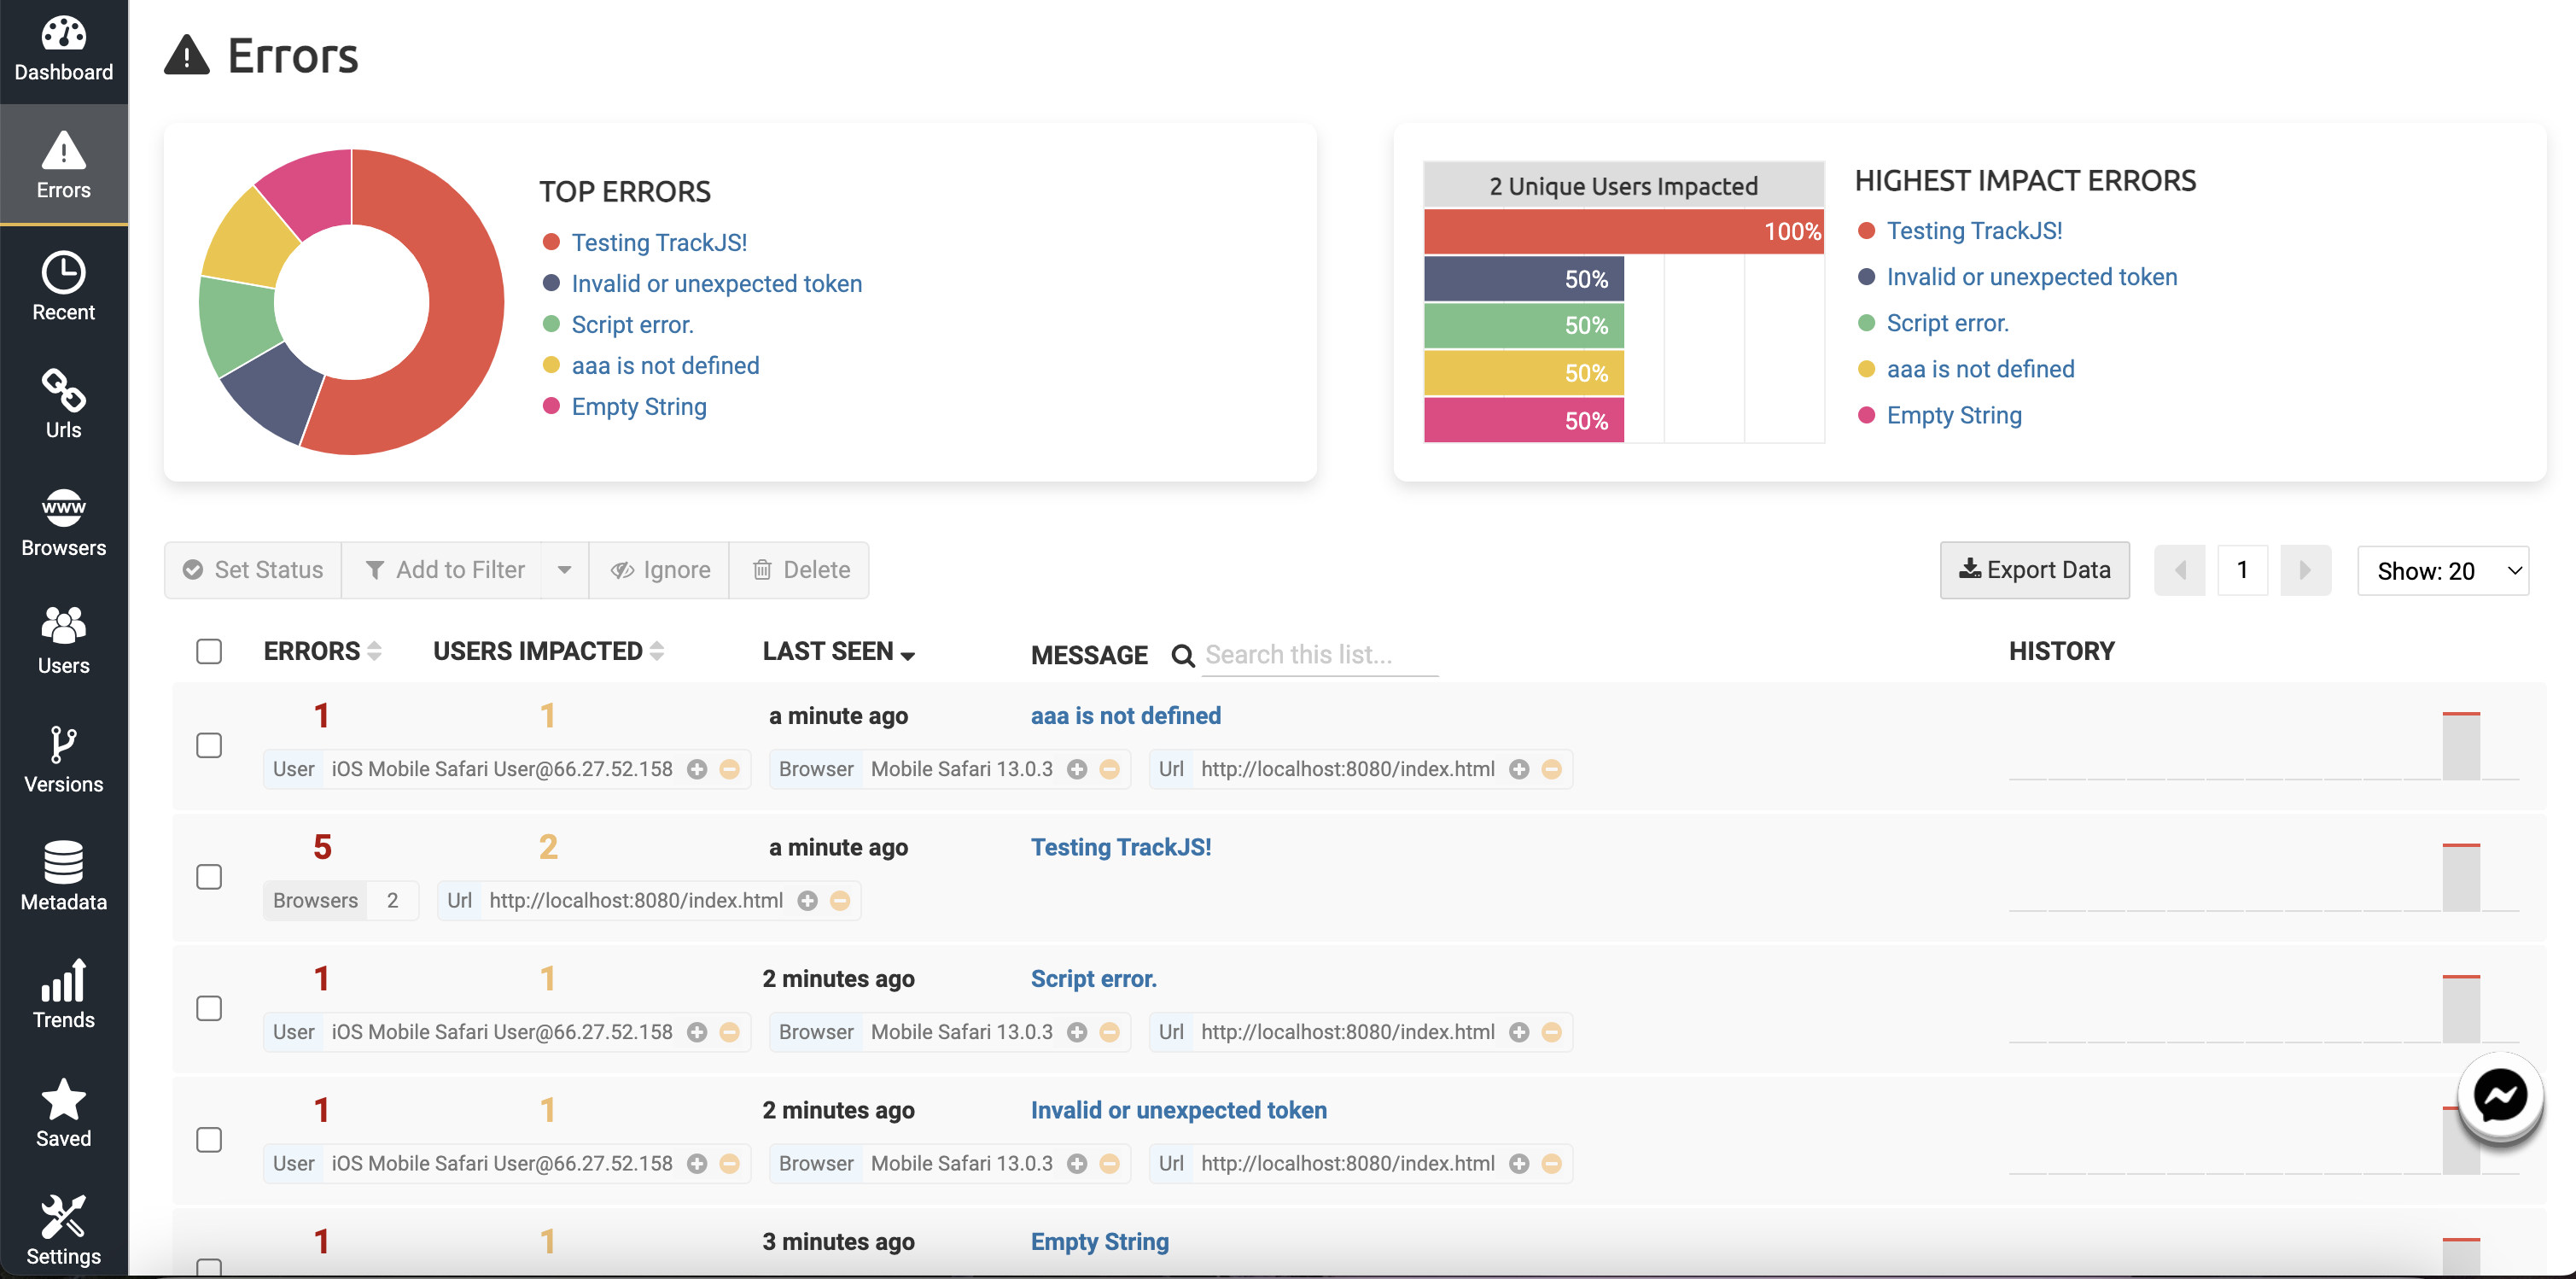 Dashboard
Errors
Recent
Urls
www
Browsers
Users
Versions
Metadata
Trends
Saved
Settings
Errors
TOP ERRORS
Testing TrackJS!
Invalid or unexpected token
Script error.
aaa is not defined
Empty String
2 Unique Users Impacted
100%
50%
50%
50%
50%
HIGHEST IMPACT ERRORS
Testing TrackJS!
Invalid or unexpected token
Script error.
aaa is not defined
Empty String
Set Status Add to Filter Ignore Delete Export Data 1 Show: 20
ERRORS USERS IMPACTED LAST SEEN MESSAGE Search this list... HISTORY
1 1 a minute ago aaa is not defined
User iOS Mobile Safari User@66.27.52.158 Browser Mobile Safari 13.0.3 Url http://localhost:8080/index.html
5 2 a minute ago Testing TrackJS!
Browsers 2 Url http://localhost:8080/index.html
1 1 2 minutes ago Script error.
User iOS Mobile Safari User@66.27.52.158 Browser Mobile Safari 13.0.3 Url http://localhost:8080/index.html
1 1 2 minutes ago Invalid or unexpected token
User iOS Mobile Safari User@66.27.52.158 Browser Mobile Safari 13.0.3 Url http://localhost:8080/index.html
1 1 3 minutes ago Empty String